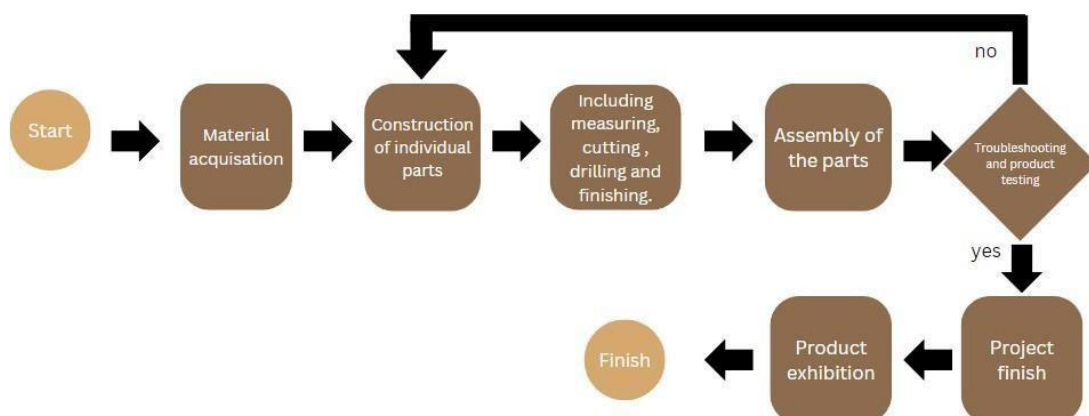 no
Start
Material
acquisation
Construction
of individual
parts
Including
measuring,
cutting ,
drilling and
finishing.
Assembly of
the parts
Troubleshooting
and product
testing
yes
Finish
Product
exhibition
Project
finish